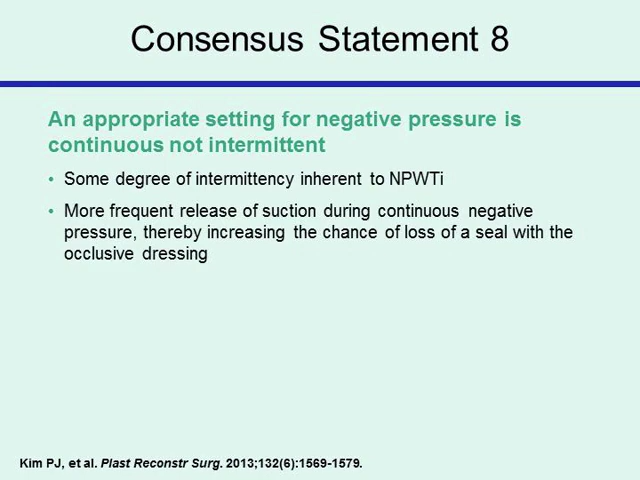 Consensus Statement 8
An appropriate setting for negative pressure is
continuous not intermittent
• Some degree of intermittency inherent to NPWTi
• More frequent release of suction during continuous negative
pressure, thereby increasing the chance of loss of a seal with the
occlusive dressing
Kim PJ, et al. Plast Reconstr Surg. 2013;132(6):1569-1579.